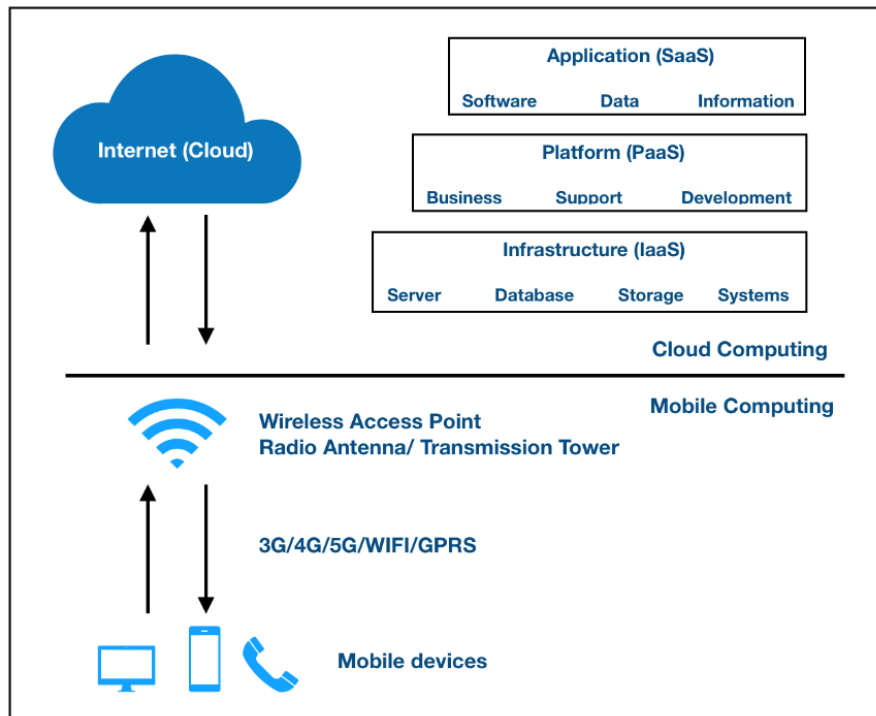 Internet (Cloud)
Application (SaaS)
Software Data Information
Platform (PaaS)
Business Support Development
Infrastructure (IaaS)
Server Database Storage Systems
Cloud Computing
Mobile Computing
Wireless Access Point
Radio Antenna/ Transmission Tower
3G/4G/5G/WIFI/GPRS
Mobile devices